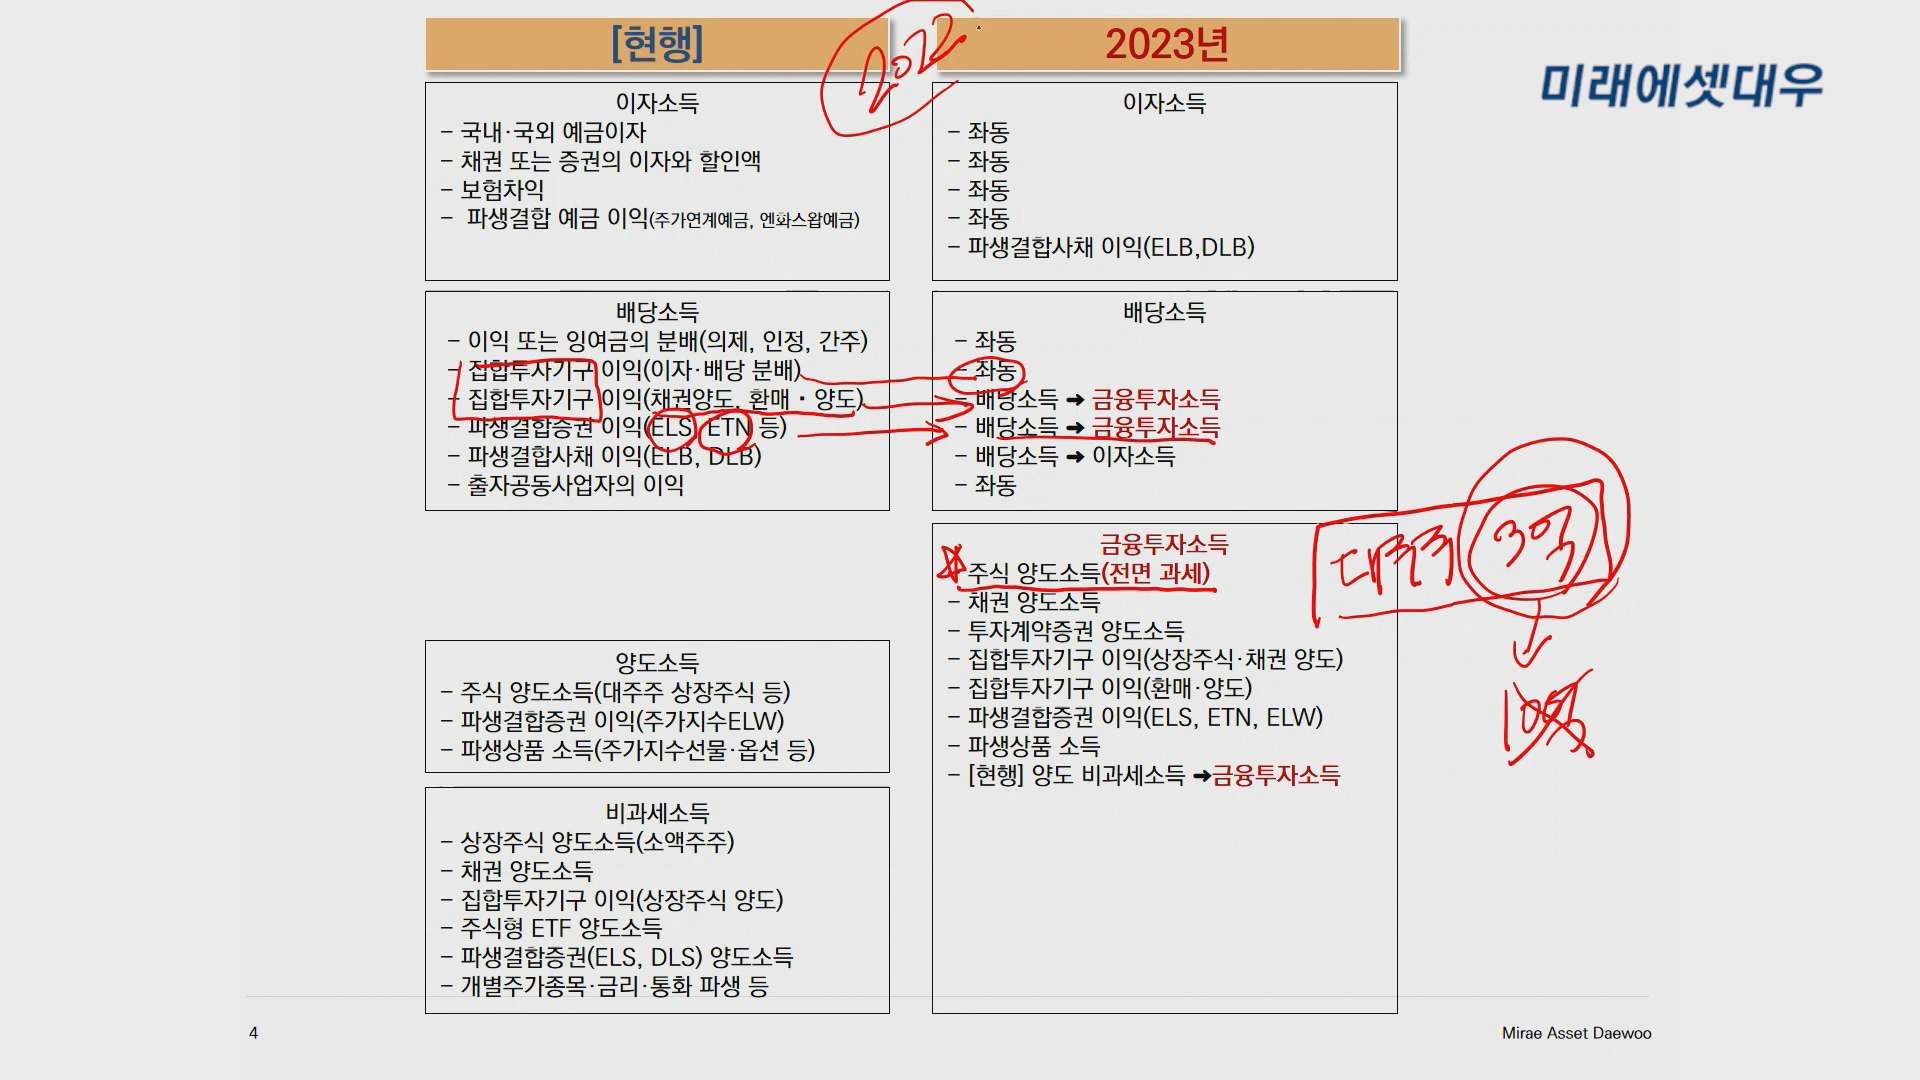 [현행]
2022.
2023년
미래에셋대우
이자소득
- 국내·국외 예금이자
- 채권 또는 증권의 이자와 할인액
- 보험차익
- 파생결합 예금 이익(주가연계예금, 엔화스왑예금)
이자소득
- 좌동
- 좌동
- 좌동
- 좌동
- 파생결합사채 이익(ELB,DLB)
배당소득
- 이익 또는 잉여금의 분배(의제, 인정, 간주)
- 집합투자기구 이익(이자·배당 분배)
- 집합투자기구 이익(채권양도, 환매・양도)
- 파생결합증권 이익(ELS, ETN 등)
- 파생결합사채 이익(ELB, DLB)
- 출자공동사업자의 이익
배당소득
- 좌동
- 좌동
- 배당소득 ➜ 금융투자소득
- 배당소득 ➜ 금융투자소득
- 배당소득 ➜ 이자소득
- 좌동
양도소득
- 주식 양도소득(대주주 상장주식 등)
- 파생결합증권 이익(주가지수ELW)
- 파생상품 소득(주가지수선물·옵션 등)
비과세소득
- 상장주식 양도소득(소액주주)
- 채권 양도소득
- 집합투자기구 이익(상장주식 양도)
- 주식형 ETF 양도소득
- 파생결합증권(ELS, DLS) 양도소득
- 개별주가종목·금리·통화 파생 등
금융투자소득
- 주식 양도소득(전면 과세)
- 채권 양도소득
- 투자계약증권 양도소득
- 집합투자기구 이익(상장주식·채권 양도)
- 집합투자기구 이익(환매·양도)
- 파생결합증권 이익(ELS, ETN, ELW)
- 파생상품 소득
- [현행] 양도 비과세소득 ➜금융투자소득
대주주 3억
10억
4
Mirae Asset Daewoo